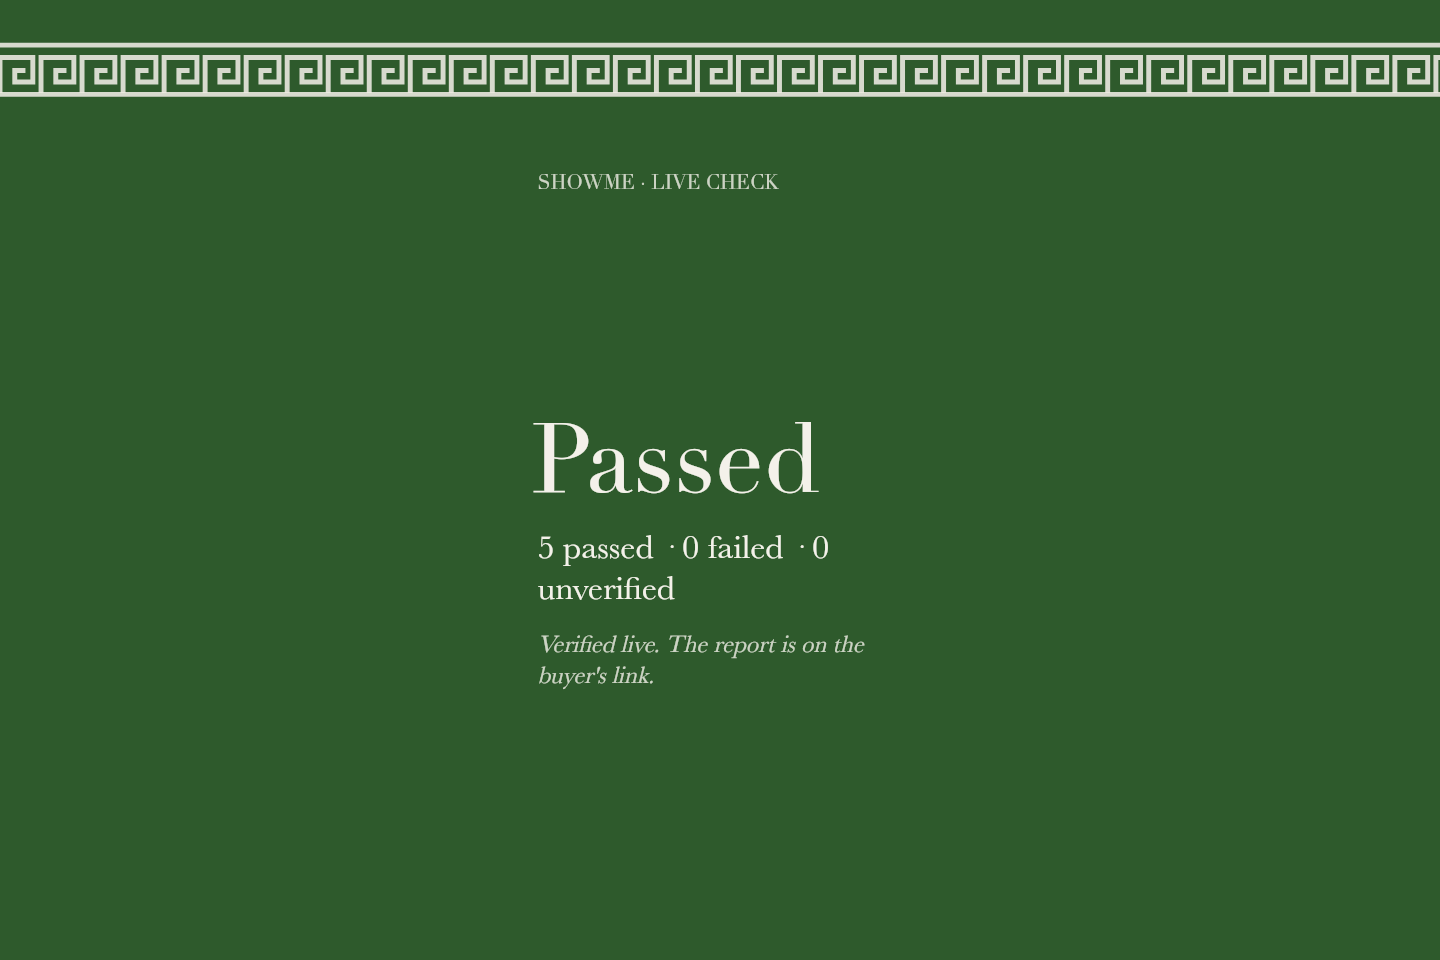 SHOWME · LIVE CHECK
Passed
5 passed · 0 failed · 0
unverified
Verified live. The report is on the
buyer's link.